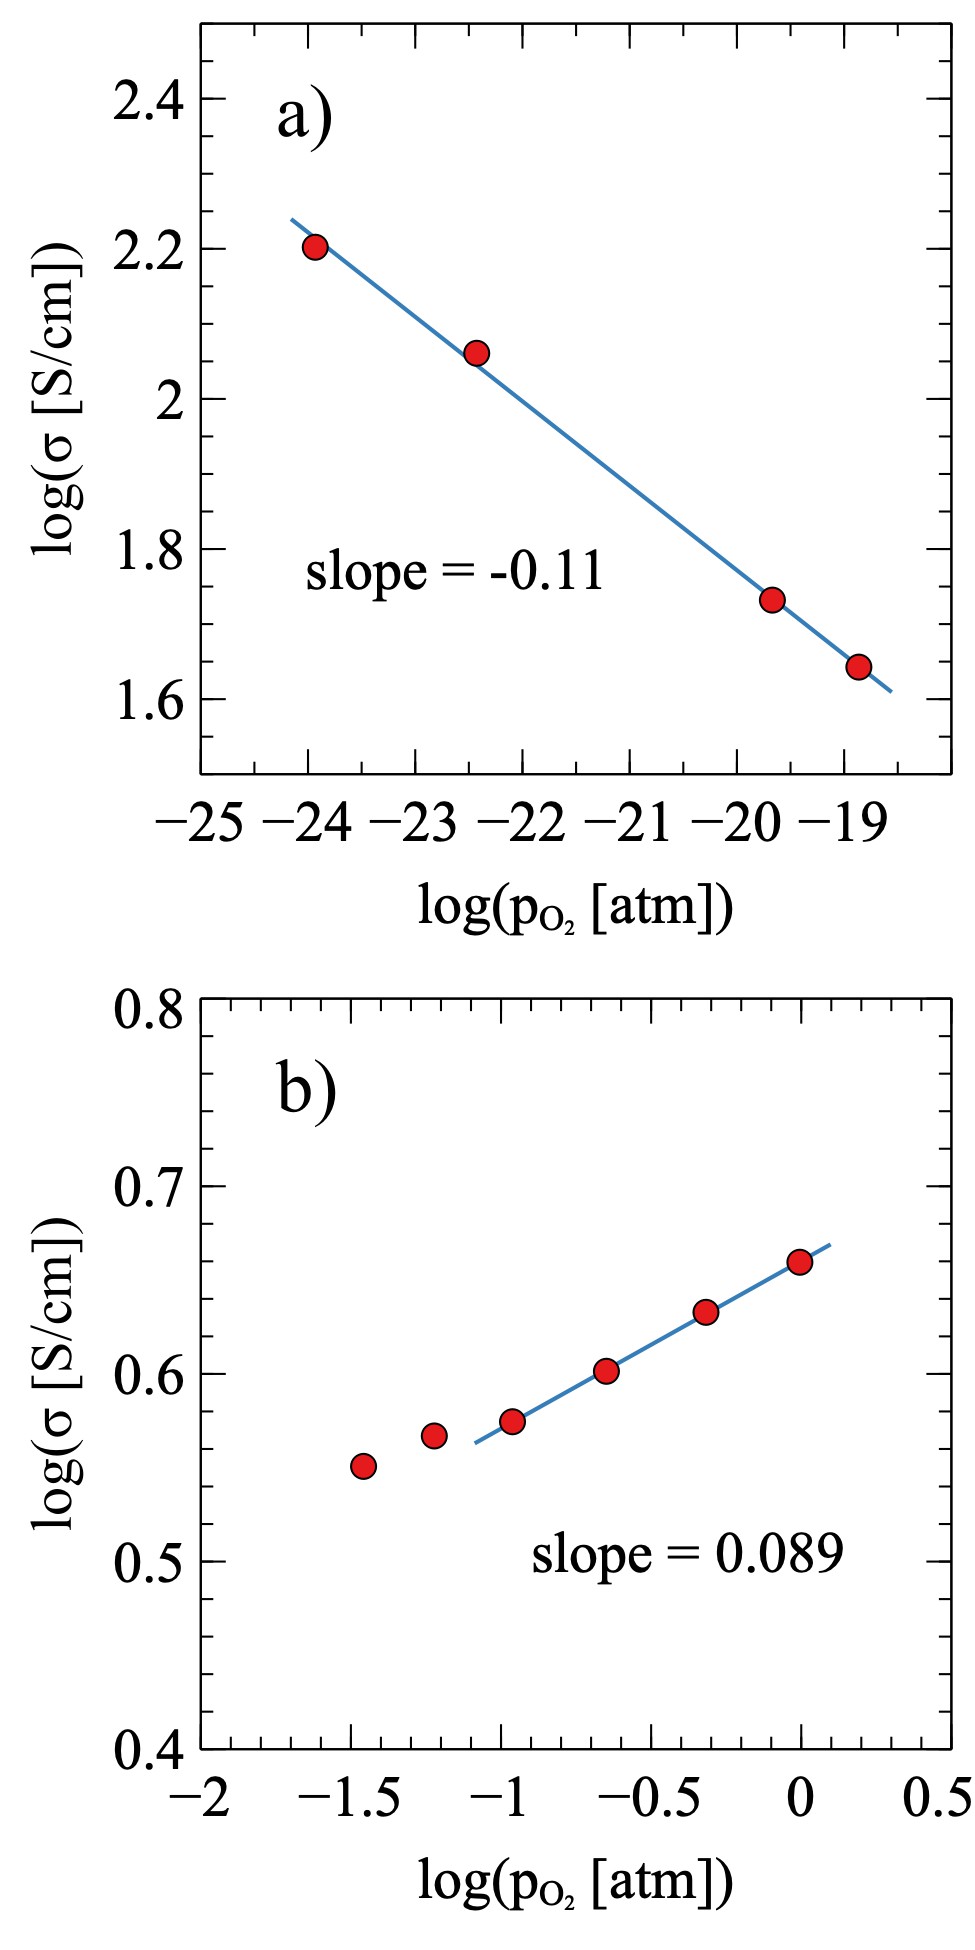 a)
2.4
2.2
2
1.8
1.6
log(σ [S/cm])
slope = -0.11
−25 −24 −23 −22 −21 −20 −19
log(pO₂ [atm])
b)
0.8
0.7
0.6
0.5
0.4
log(σ [S/cm])
slope = 0.089
−2 −1.5 −1 −0.5 0 0.5
log(pO₂ [atm])